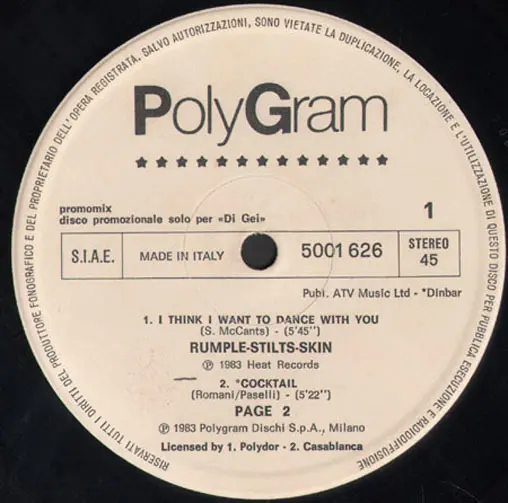 SALVO AUTORIZZAZIONI, SONO VIETATE LA DUPLICAZIONE, LA LOCAZIONE E L'UTILIZZAZIONE DI QUESTO DISCO PER PUBBLICA ESECUZIONE E RADIODIFFUSIONE
RISERVATI TUTTI I DIRITTI DEL PRODUTTORE FONOGRAFICO E DEL PROPRIETARIO DELL'OPERA REGISTRATA.
PolyGram
promomix
disco promozionale solo per «Di Gei»
1
S.I.A.E.
MADE IN ITALY
5001 626
STEREO
45
Publ. ATV Music Ltd - *Dinbar
1. I THINK I WANT TO DANCE WITH YOU
(S. McCants) - (5'45")
RUMPLE-STILTS-SKIN
℗ 1983 Heat Records
2. *COCKTAIL
(Romani/Paselli) - (5'22")
PAGE 2
℗ 1983 Polygram Dischi S.p.A., Milano
Licensed by 1. Polydor - 2. Casablanca